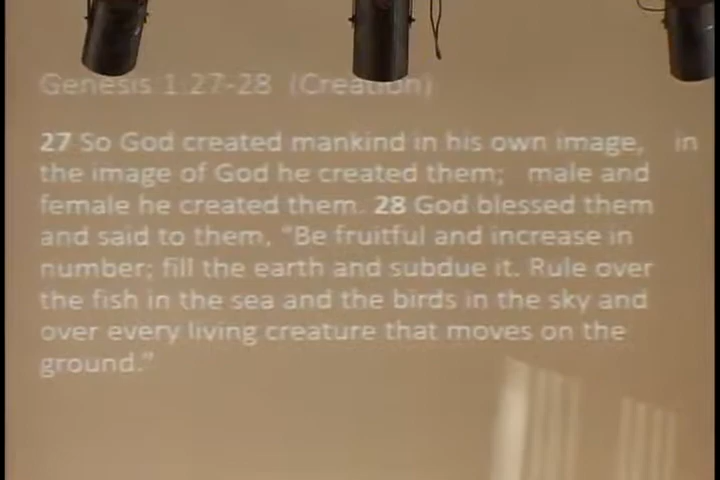 Genesis 1:27-28 (Creation)
27 So God created mankind in his own image, in
the image of God he created them; male and
female he created them. 28 God blessed them
and said to them, "Be fruitful and increase in
number; fill the earth and subdue it. Rule over
the fish in the sea and the birds in the sky and
over every living creature that moves on the
ground."